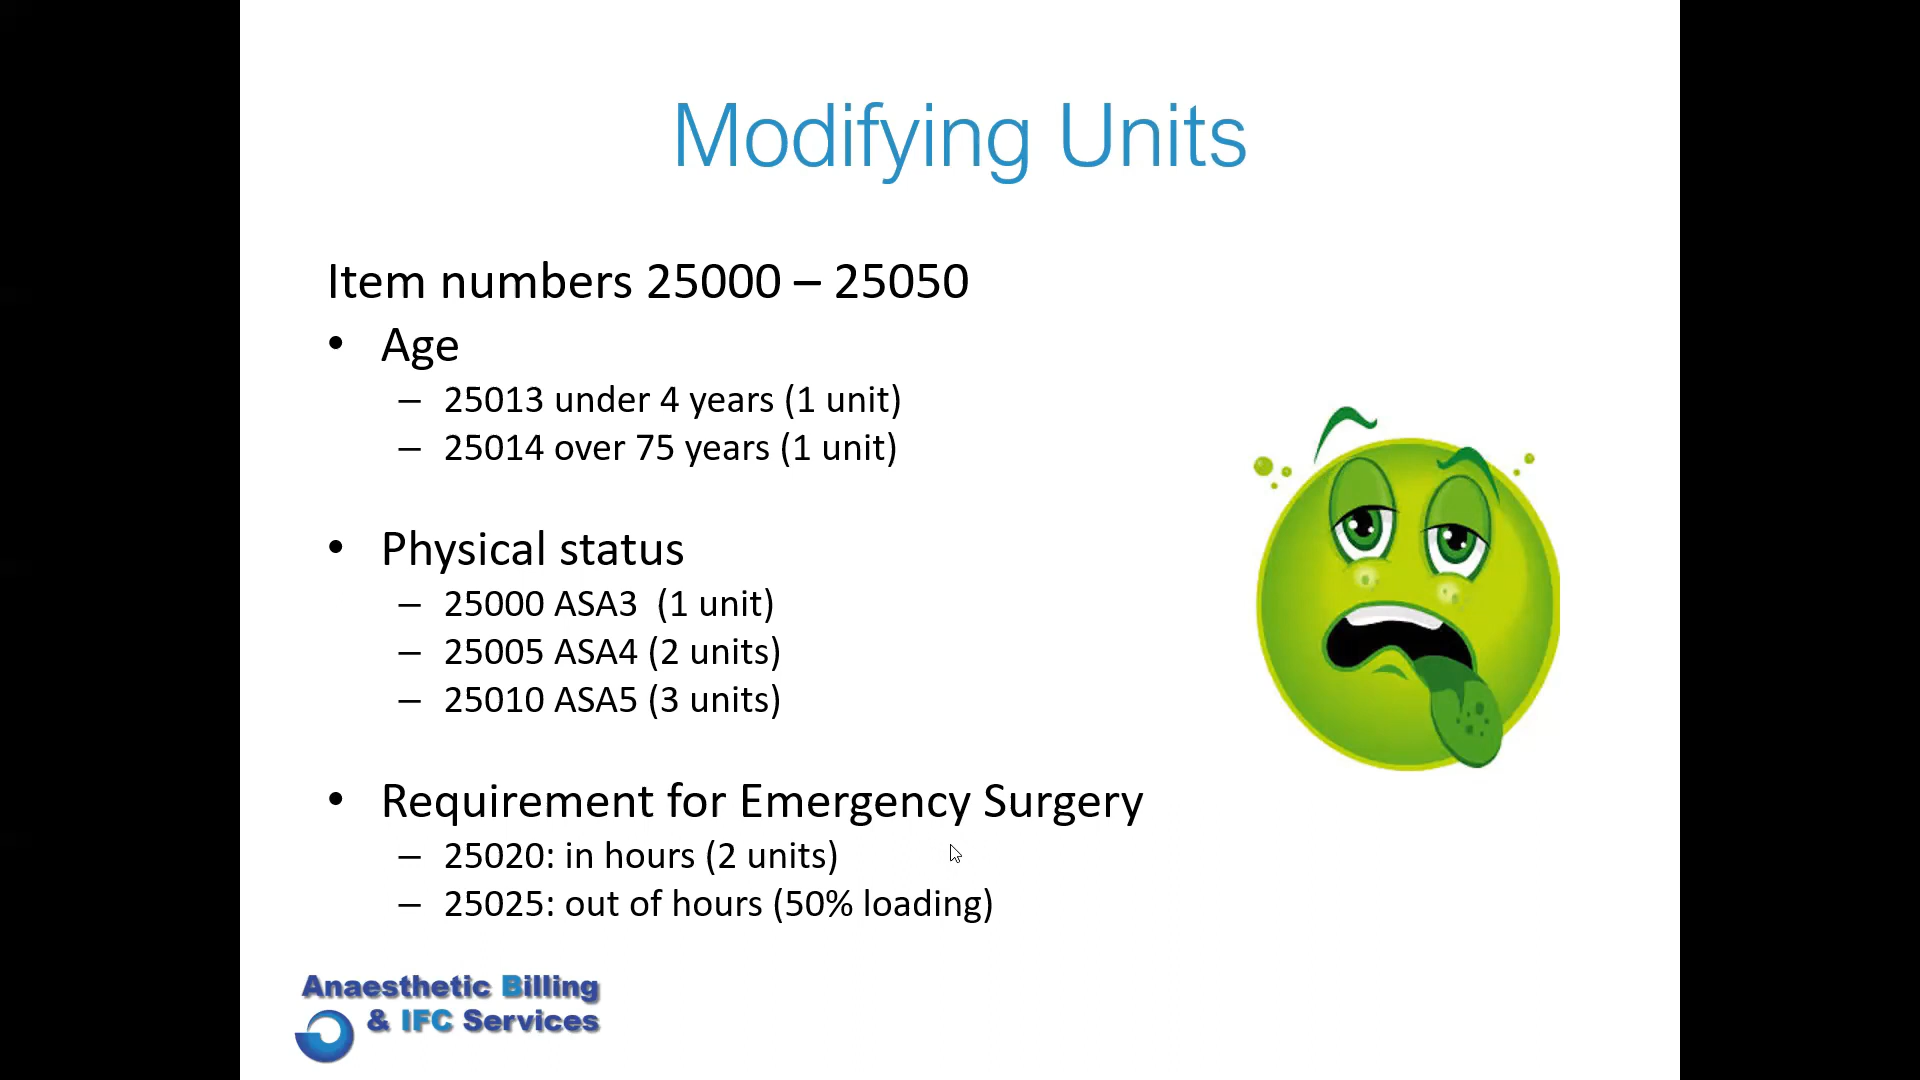 Modifying Units
Item numbers 25000 – 25050
• Age
– 25013 under 4 years (1 unit)
– 25014 over 75 years (1 unit)
• Physical status
– 25000 ASA3 (1 unit)
– 25005 ASA4 (2 units)
– 25010 ASA5 (3 units)
• Requirement for Emergency Surgery
– 25020: in hours (2 units)
– 25025: out of hours (50% loading)
Anaesthetic Billing
& IFC Services